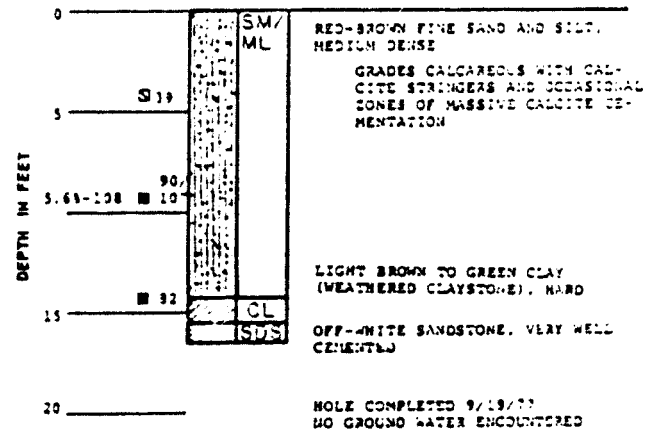 0
SM/
ML
RED-BROWN FINE SAND AND SILT,
MEDIUM DENSE
GRADES CALCAREOUS WITH CAL-
CITE STRINGERS AND OCCASIONAL
ZONES OF MASSIVE CALCITE CE-
MENTATION
5
DEPTH IN FEET
90/
10
LIGHT BROWN TO GREEN CLAY
(WEATHERED CLAYSTONE), HARD
15
CL
SDS
OFF-WHITE SANDSTONE, VERY WELL
CEMENTED
20
HOLE COMPLETED
NO GROUND WATER ENCOUNTERED